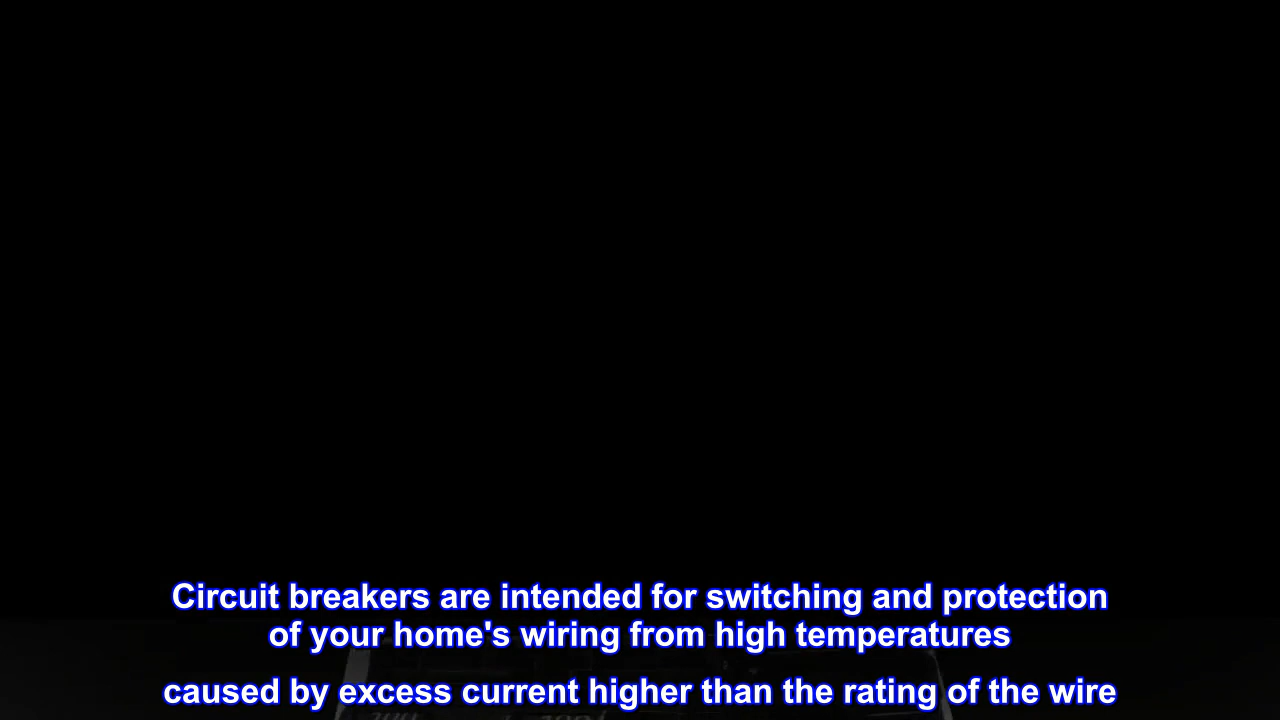 Circuit breakers are intended for switching and protection
of your home's wiring from high temperatures
caused by excess current higher than the rating of the wire